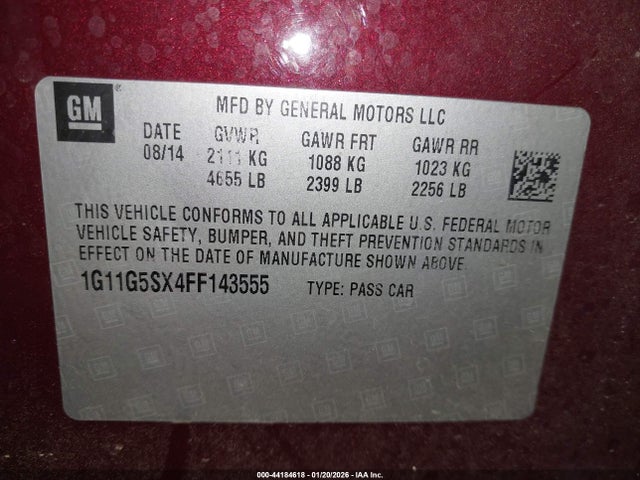 GM
MFD BY GENERAL MOTORS LLC
DATE GVWR GAWR FRT GAWR RR
08/14 2111 KG 1088 KG 1023 KG
4655 LB 2399 LB 2256 LB
THIS VEHICLE CONFORMS TO ALL APPLICABLE U.S. FEDERAL MOTOR
VEHICLE SAFETY, BUMPER, AND THEFT PREVENTION STANDARDS IN
EFFECT ON THE DATE OF MANUFACTURE SHOWN ABOVE.
1G11G5SX4FF143555 TYPE: PASS CAR
000-44184618 - 01/20/2026 - IAA Inc.